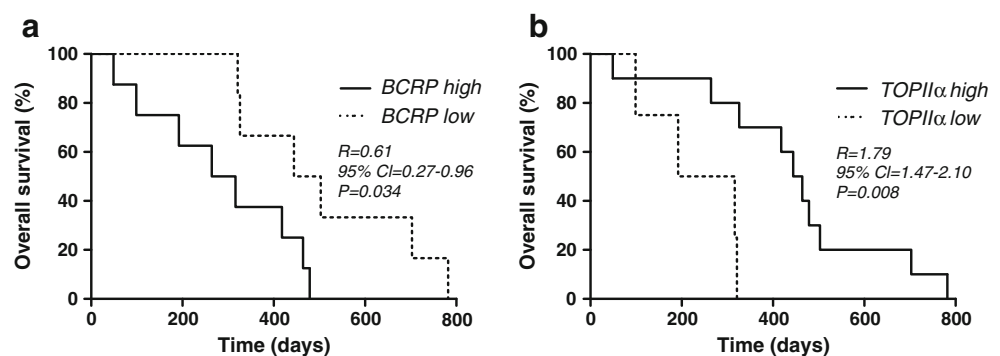 a
Overall survival (%)
100
80
60
40
20
0
0 200 400 600 800
Time (days)
BCRP high
BCRP low
R=0.61
95% CI=0.27-0.96
P=0.034
b
Overall survival (%)
100
80
60
40
20
0
0 200 400 600 800
Time (days)
TOPIIα high
TOPIIα low
R=1.79
95% CI=1.47-2.10
P=0.008